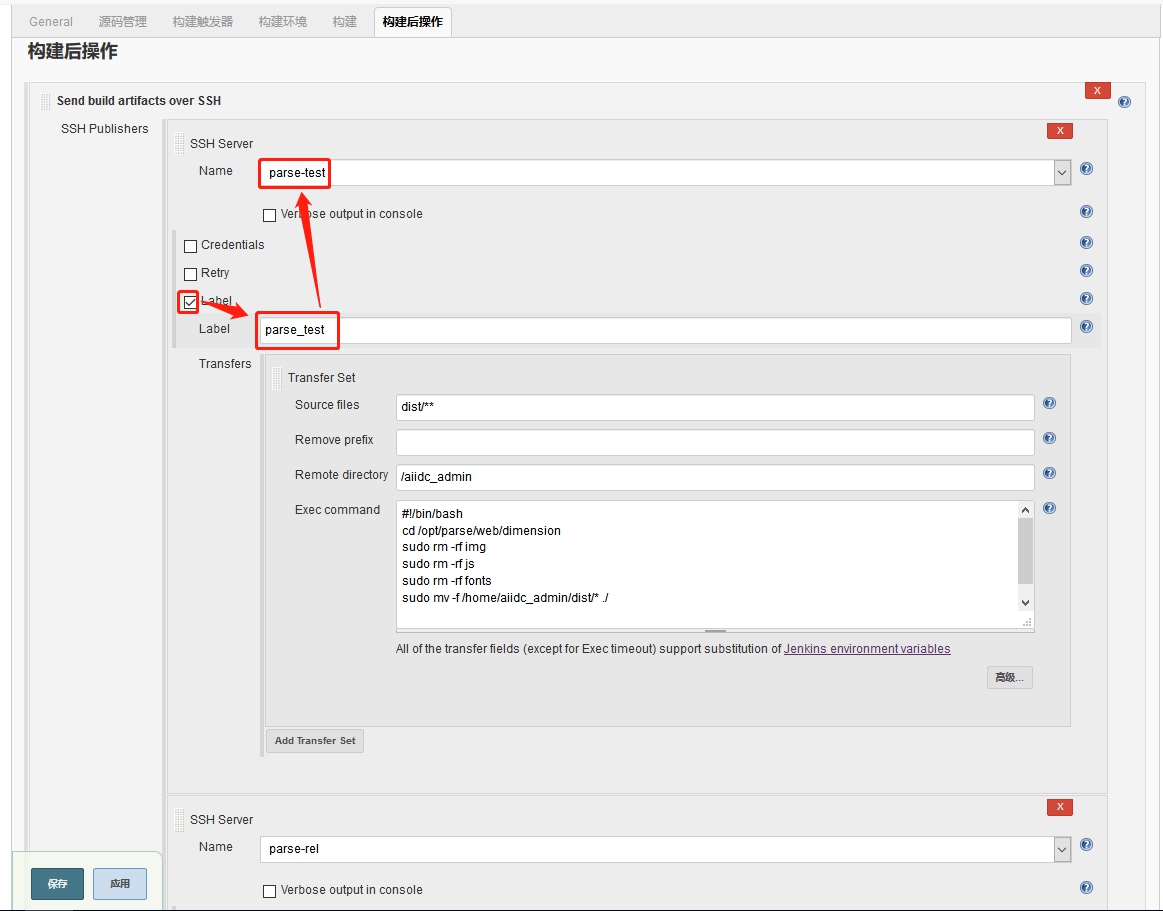 General 源码管理 构建触发器 构建环境 构建 构建后操作
构建后操作
Send build artifacts over SSH
X
SSH Publishers
SSH Server
X
Name parse-test
Verbose output in console
Credentials
Retry
Label
Label parse_test
Transfers
Transfer Set
Source files dist/**
Remove prefix
Remote directory /aiidc_admin
Exec command
#!/bin/bash
cd /opt/parse/web/dimension
sudo rm -rf img
sudo rm -rf js
sudo rm -rf fonts
sudo mv -f /home/aiidc_admin/dist/* ./
All of the transfer fields (except for Exec timeout) support substitution of Jenkins environment variables
高级...
Add Transfer Set
SSH Server
X
Name parse-rel
Verbose output in console
保存 应用